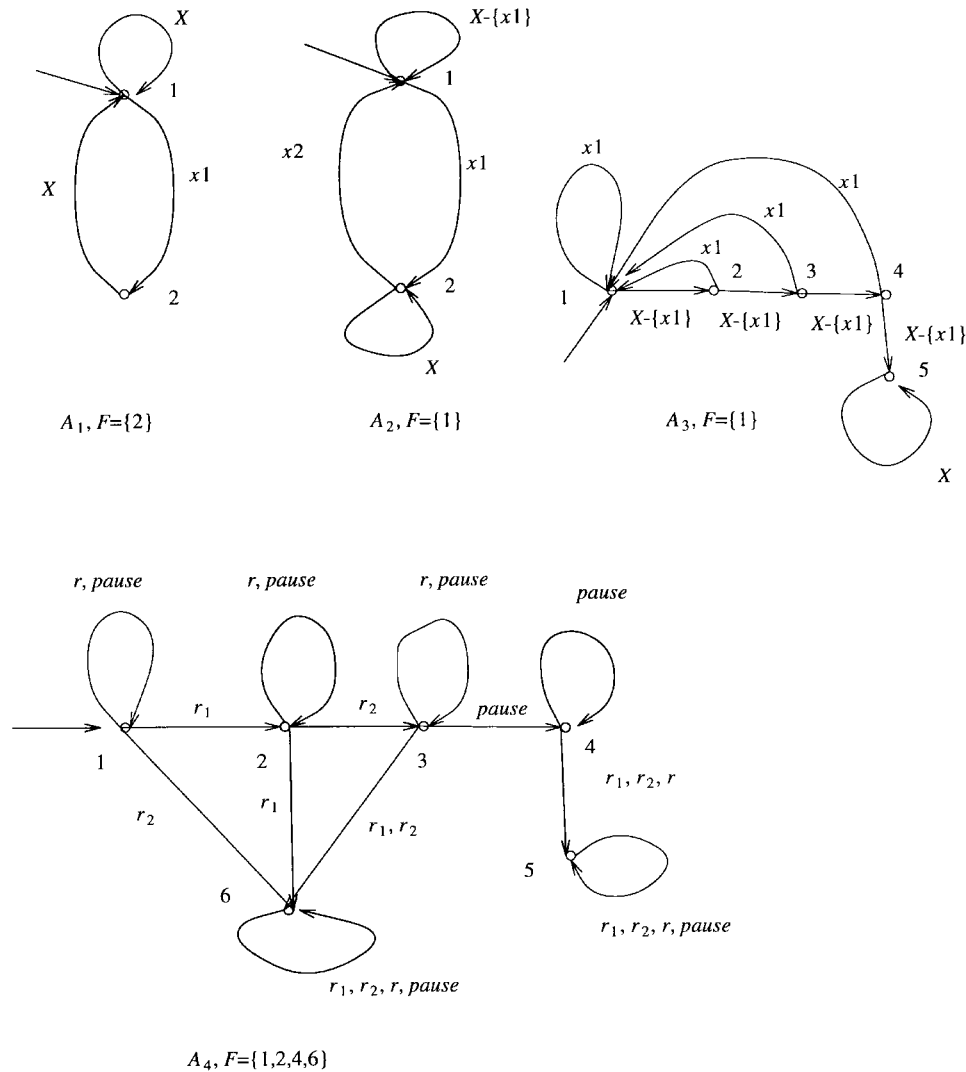 X
1
X
x1
2
A1, F={2}
X-{x1}
1
x2
x1
2
X
A2, F={1}
x1
x1
x1
x1
1
2
3
4
X-{x1}
X-{x1}
X-{x1}
X-{x1}
5
X
A3, F={1}
r, pause
r, pause
r, pause
pause
r1
r2
pause
1
2
3
4
r2
r1
r1, r2
r1, r2, r
5
6
r1, r2, r, pause
r1, r2, r, pause
A4, F={1,2,4,6}